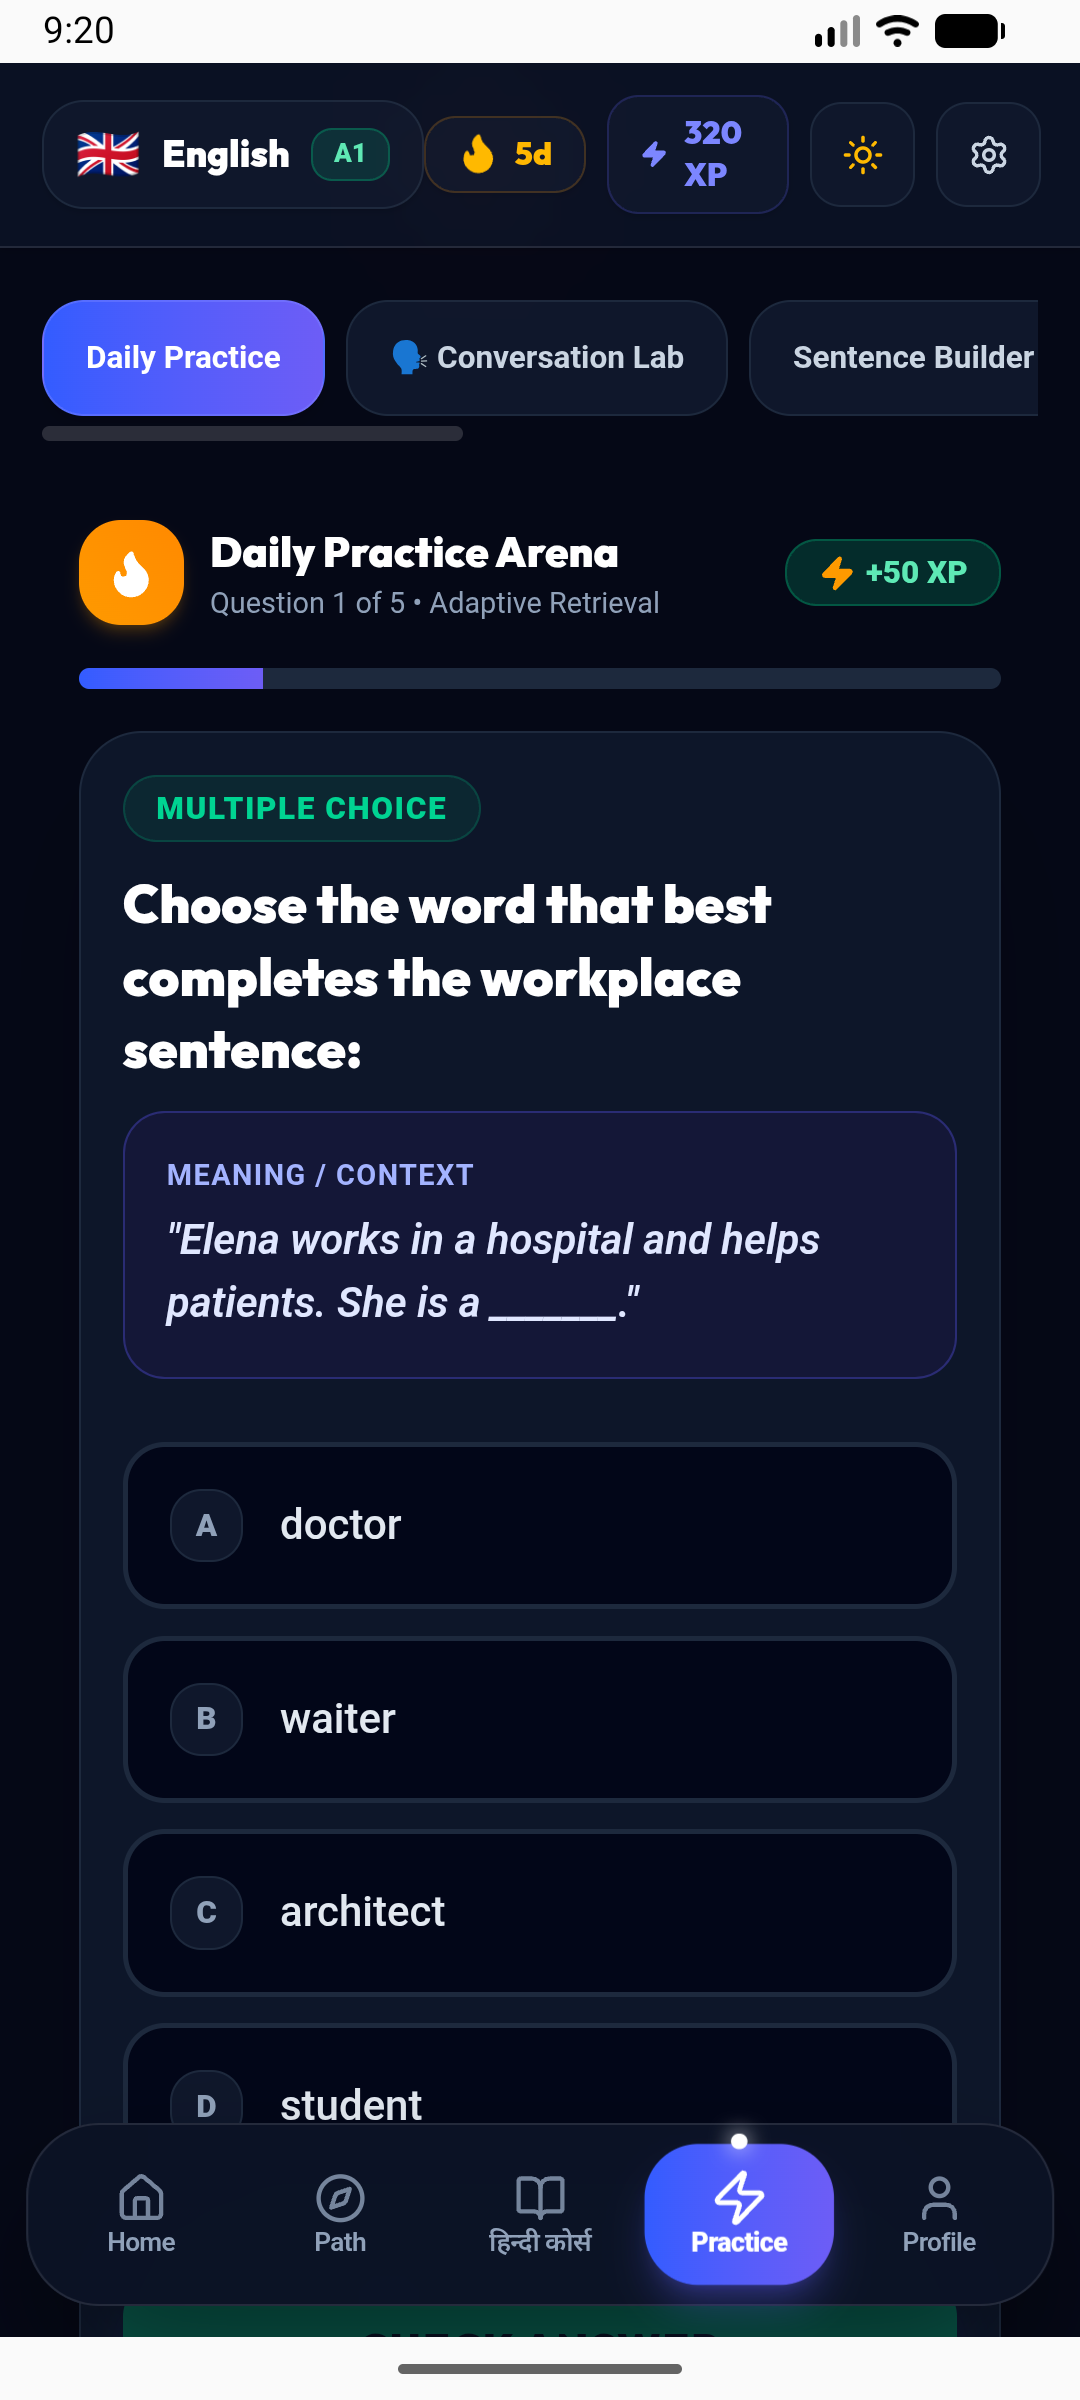 9:20
English A1
5d
320
XP
Daily Practice
Conversation Lab
Sentence Builder
Daily Practice Arena
Question 1 of 5 • Adaptive Retrieval
+50 XP
MULTIPLE CHOICE
Choose the word that best
completes the workplace
sentence:
MEANING / CONTEXT
"Elena works in a hospital and helps
patients. She is a _______."
A doctor
B waiter
C architect
D student
Home
Path
हिन्दी कोर्स
Practice
Profile